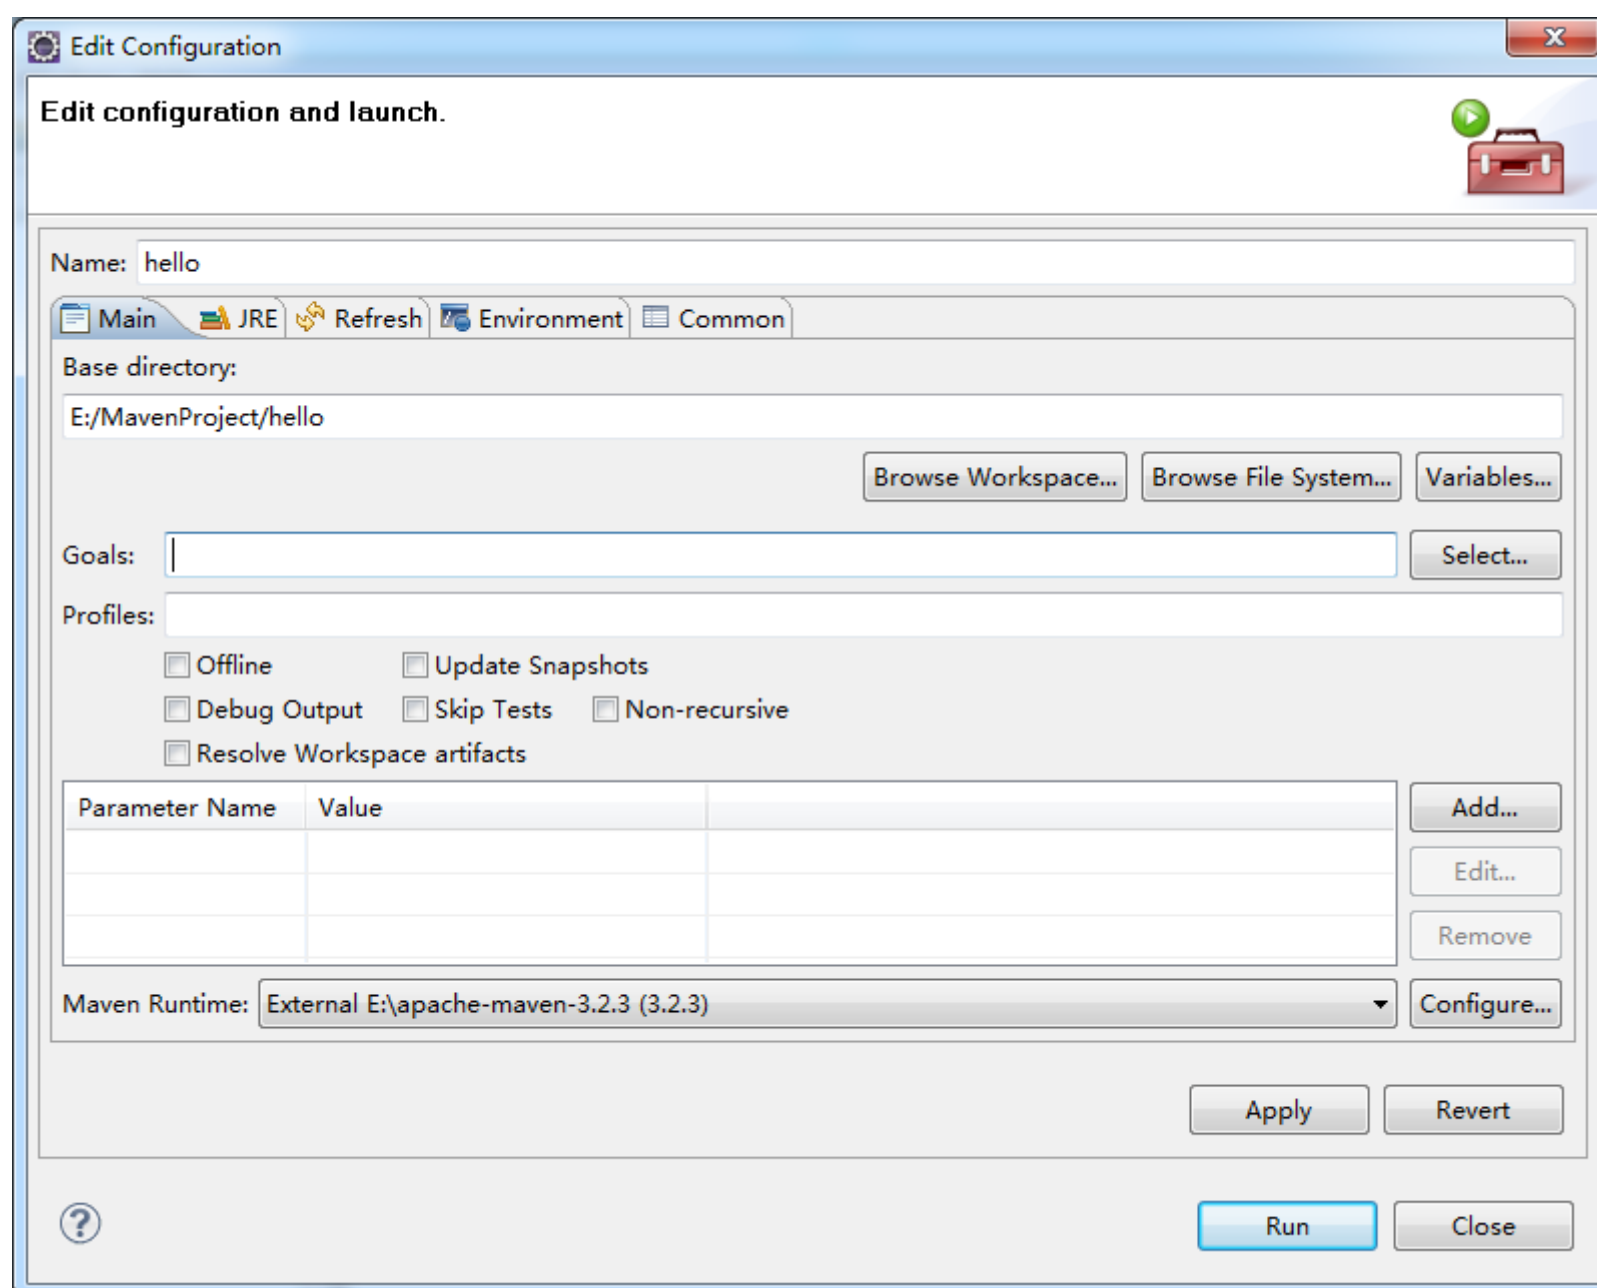 Edit Configuration
Edit configuration and launch.
Name: hello
Main JRE Refresh Environment Common
Base directory:
E:/MavenProject/hello
Browse Workspace... Browse File System... Variables...
Goals: Select...
Profiles:
Offline Update Snapshots
Debug Output Skip Tests Non-recursive
Resolve Workspace artifacts
Parameter Name Value Add...
Edit...
Remove
Maven Runtime: External E:\apache-maven-3.2.3 (3.2.3) Configure...
Apply Revert
Run Close